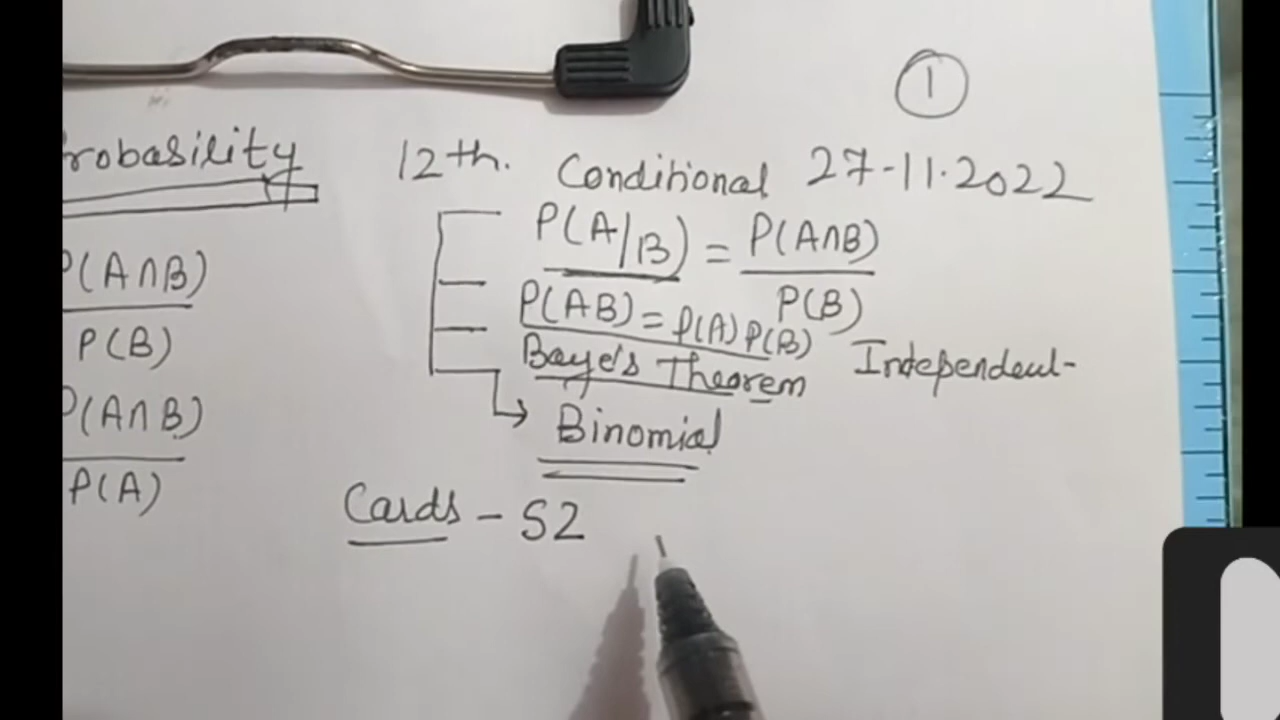 ①
robability 12th. Conditional 27-11.2022
P(A∩B)
P(B)
P(A∩B)
P(A)
P(A/B) = P(A∩B)
P(B)
P(AB) = P(A) P(B) Independent
Baye's Theorem
Binomial
Cards - 52